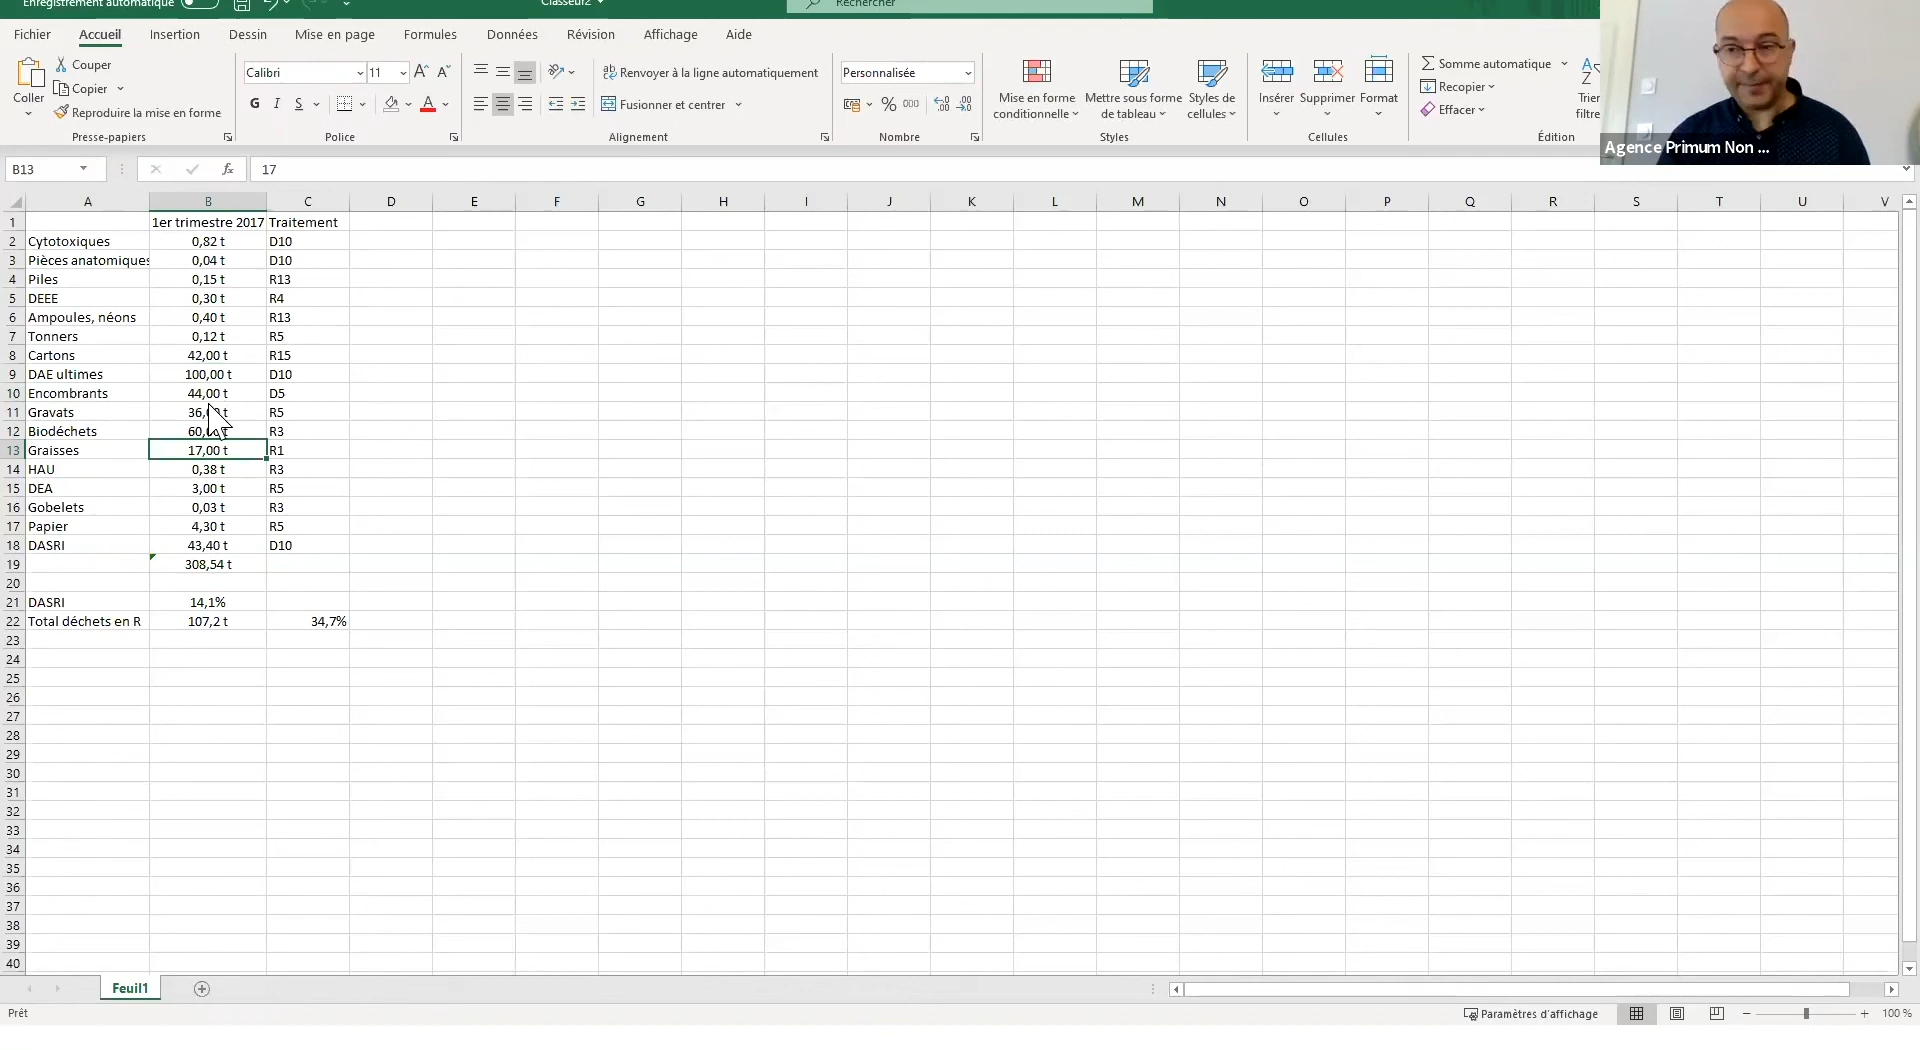 Enregistrement automatique
Classeur2
Rechercher
Fichier Accueil Insertion Dessin Mise en page Formules Données Révision Affichage Aide
Coller
Couper
Copier
Reproduire la mise en forme
Presse-papiers
Calibri 11
G I S
Police
Renvoyer à la ligne automatiquement
Fusionner et centrer
Alignement
Personnalisée
% 000
Nombre
Mise en forme conditionnelle
Mettre sous forme de tableau
Styles de cellules
Styles
Insérer Supprimer Format
Cellules
Somme automatique
Recopier
Effacer
Trier
filtre
Édition
Agence Primum Non ...
B13 fx 17
A B C D E F G H I J K L M N O P Q R S T U V
1 1er trimestre 2017 Traitement
2 Cytotoxiques 0,82 t D10
3 Pièces anatomiques 0,04 t D10
4 Piles 0,15 t R13
5 DEEE 0,30 t R4
6 Ampoules, néons 0,40 t R13
7 Tonners 0,12 t R5
8 Cartons 42,00 t R15
9 DAE ultimes 100,00 t D10
10 Encombrants 44,00 t D5
11 Gravats t R5
12 Biodéchets R3
13 Graisses 17,00 t R1
14 HAU 0,38 t R3
15 DEA 3,00 t R5
16 Gobelets 0,03 t R3
17 Papier 4,30 t R5
18 DASRI 43,40 t D10
19 308,54 t
20
21 DASRI 14,1%
22 Total déchets en R 107,2 t 34,7%
23
24
25
26
27
28
29
30
31
32
33
34
35
36
37
38
39
40
Feuil1
Prêt
Paramètres d'affichage
100 %